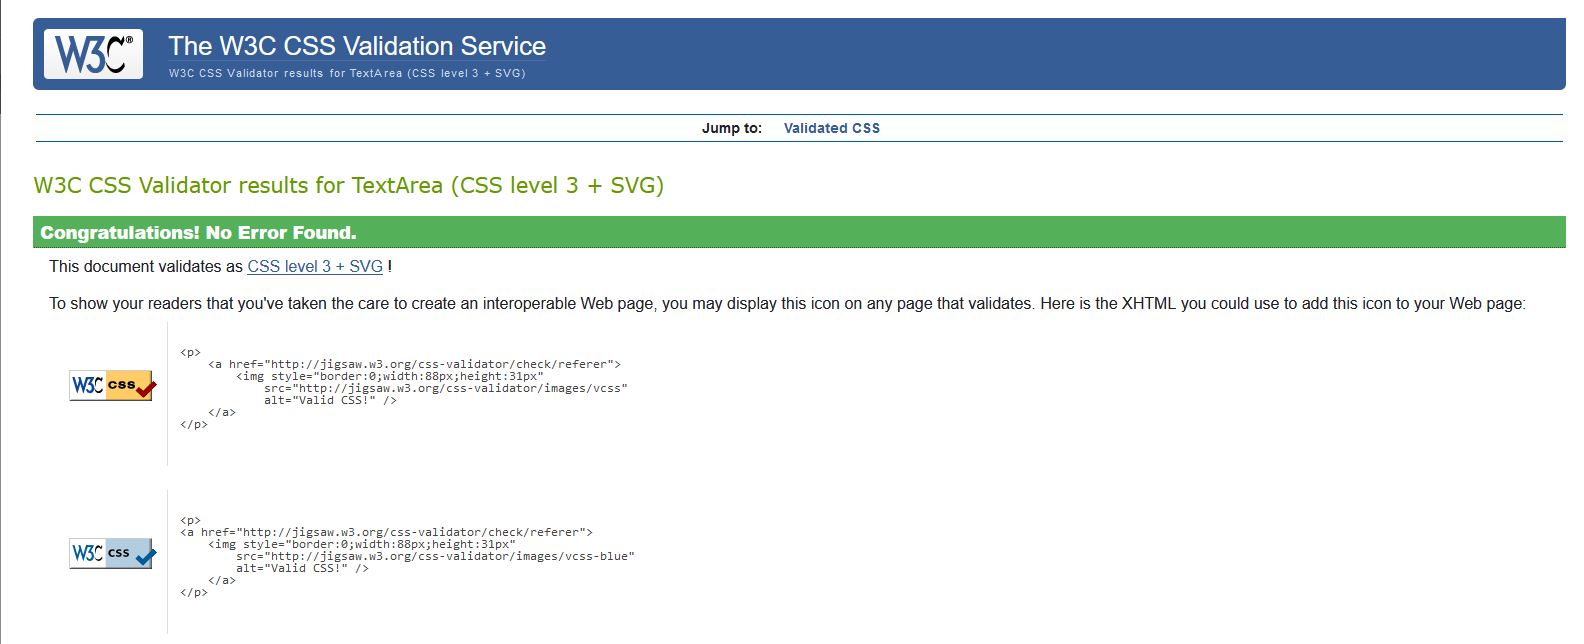 W3C®
The W3C CSS Validation Service
W3C CSS Validator results for TextArea (CSS level 3 + SVG)
Jump to: Validated CSS
W3C CSS Validator results for TextArea (CSS level 3 + SVG)
Congratulations! No Error Found.
This document validates as CSS level 3 + SVG !
To show your readers that you've taken the care to create an interoperable Web page, you may display this icon on any page that validates. Here is the XHTML you could use to add this icon to your Web page:
W3C css
<p>
    <a href="http://jigsaw.w3.org/css-validator/check/referer">
        <img style="border:0;width:88px;height:31px"
            src="http://jigsaw.w3.org/css-validator/images/vcss"
            alt="Valid CSS!" />
    </a>
</p>
W3C css
<p>
<a href="http://jigsaw.w3.org/css-validator/check/referer">
    <img style="border:0;width:88px;height:31px"
        src="http://jigsaw.w3.org/css-validator/images/vcss-blue"
        alt="Valid CSS!" />
    </a>
</p>